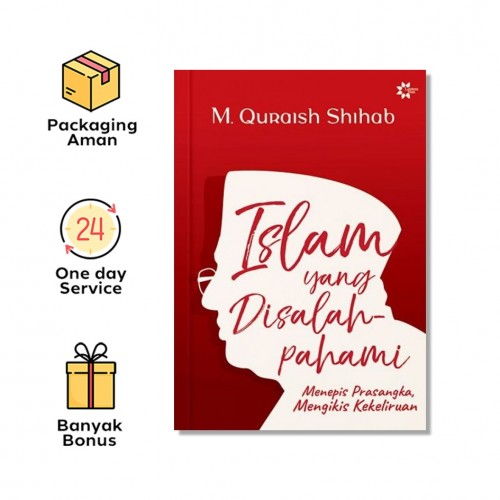 Packaging
Aman
24
One day
Service
Banyak
Bonus
M. Quraish Shihab
Islam
yang
Disalah-
pahami
Menepis Prasangka,
Mengikis Kekeliruan